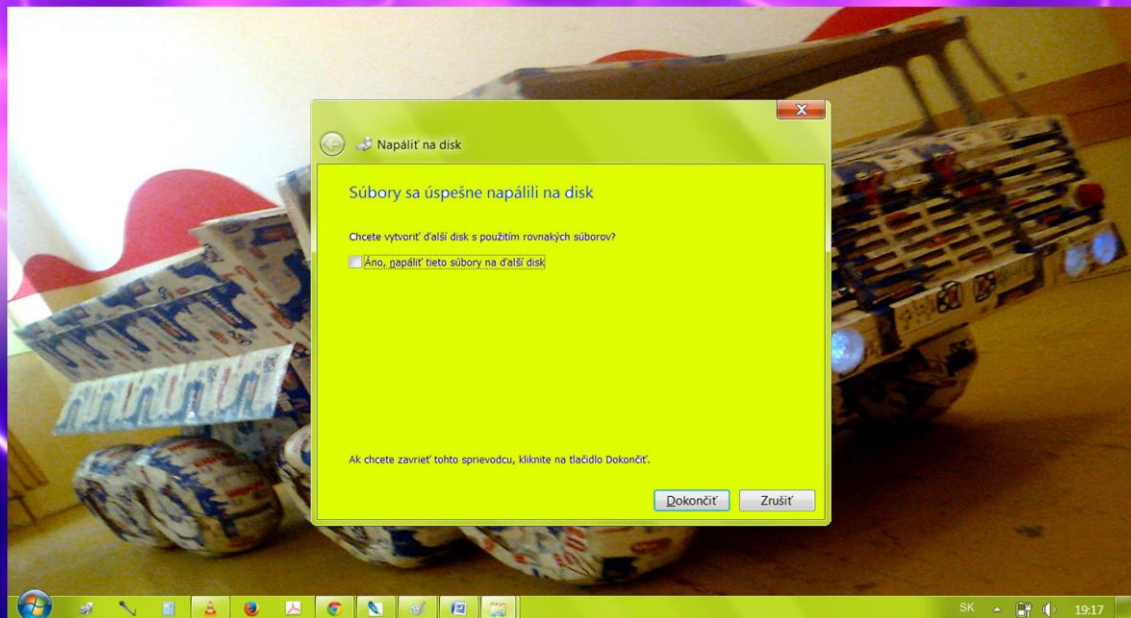 Napáliť na disk
Súbory sa úspešne napálili na disk
Chcete vytvoriť ďalší disk s použitím rovnakých súborov?
Áno, napáliť tieto súbory na ďalší disk
Ak chcete zavrieť tohto sprievodcu, kliknite na tlačidlo Dokončiť.
Dokončiť Zrušiť
SK 19:17